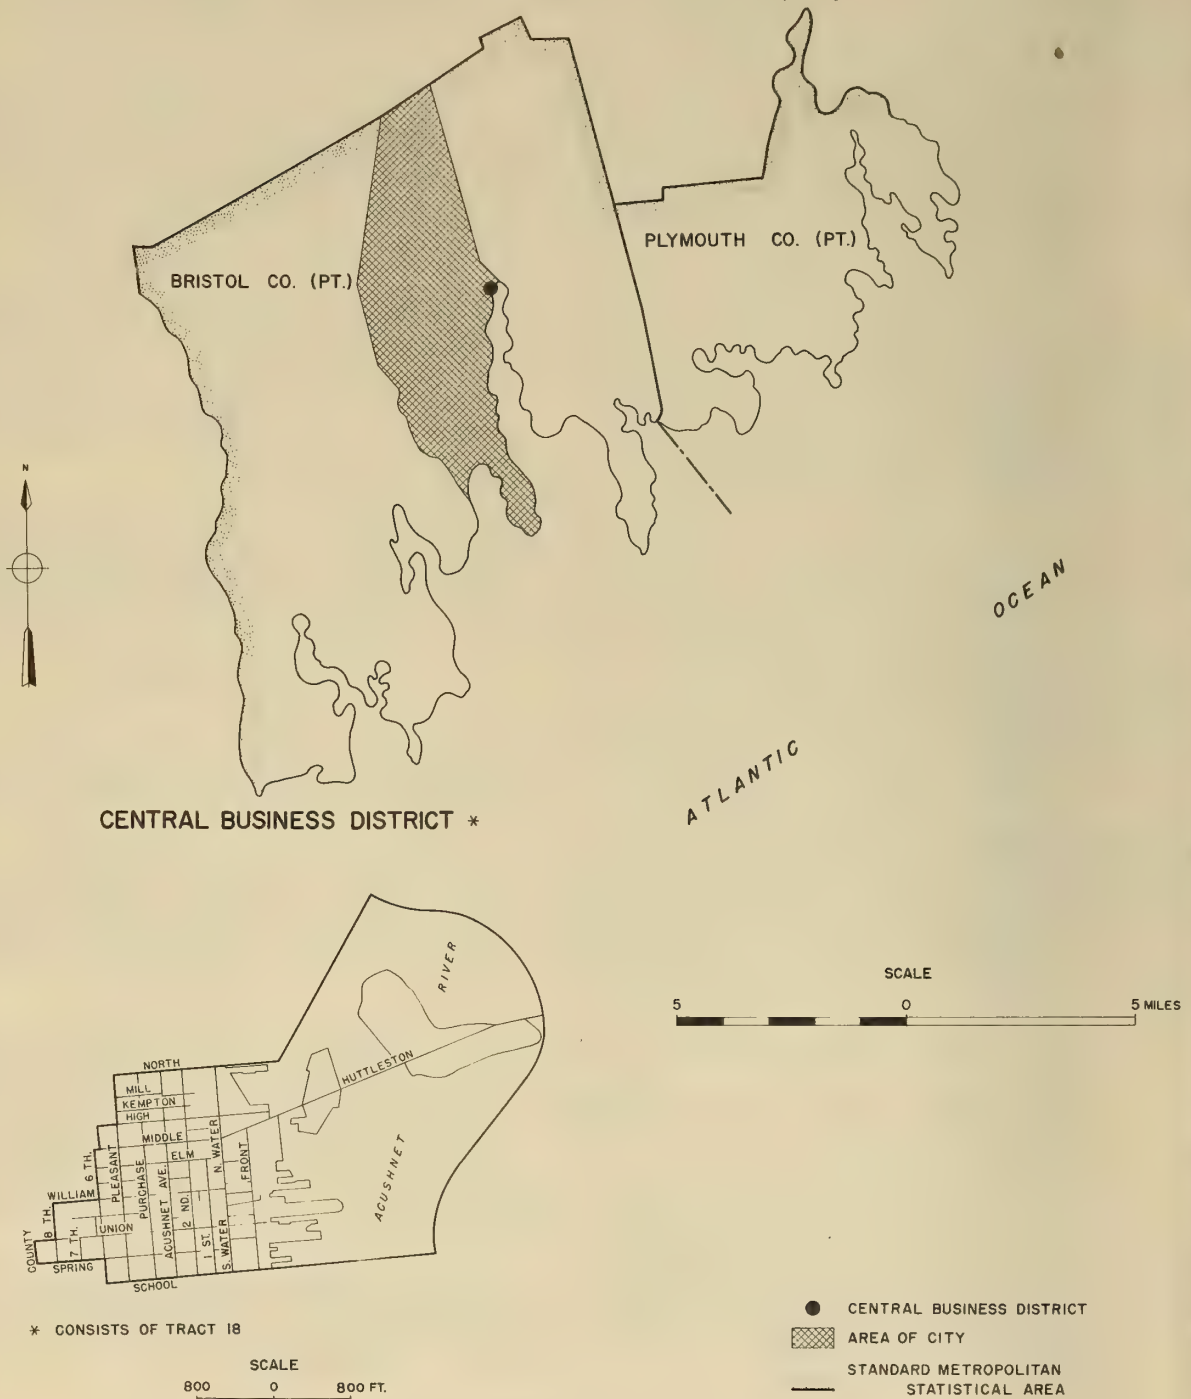 BRISTOL CO. (PT.)
PLYMOUTH CO. (PT.)
N
OCEAN
ATLANTIC
CENTRAL BUSINESS DISTRICT *
RIVER
SCALE
5 0 5 MILES
NORTH
HUTTLESTON
MILL
KEMPTON
HIGH
MIDDLE
ELM
N. WATER
FRONT
ACUSHNET
6 TH.
PLEASANT
PURCHASE
ACUSHNET AVE.
2 ND.
WILLIAM
8 TH.
7 TH.
UNION
1 ST.
S. WATER
COUNTY
SPRING
SCHOOL
* CONSISTS OF TRACT 18
SCALE
800 0 800 FT.
CENTRAL BUSINESS DISTRICT
AREA OF CITY
STANDARD METROPOLITAN
STATISTICAL AREA